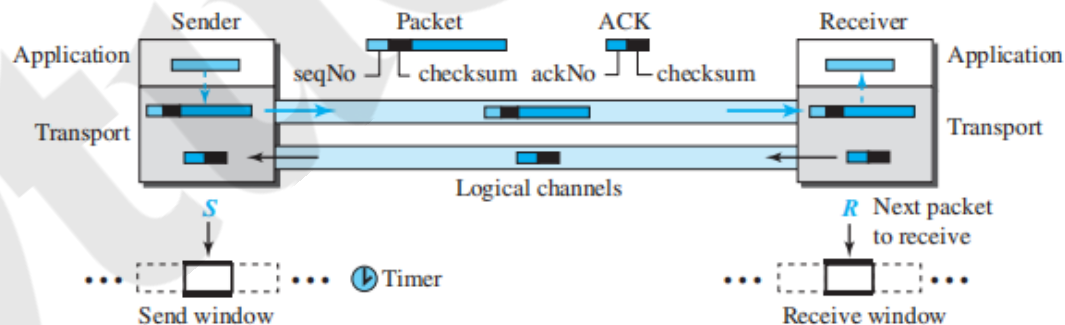 Sender Packet ACK Receiver
Application Application
seqNo checksum ackNo checksum
Transport Transport
Logical channels
S R Next packet
to receive
Timer
Send window Receive window